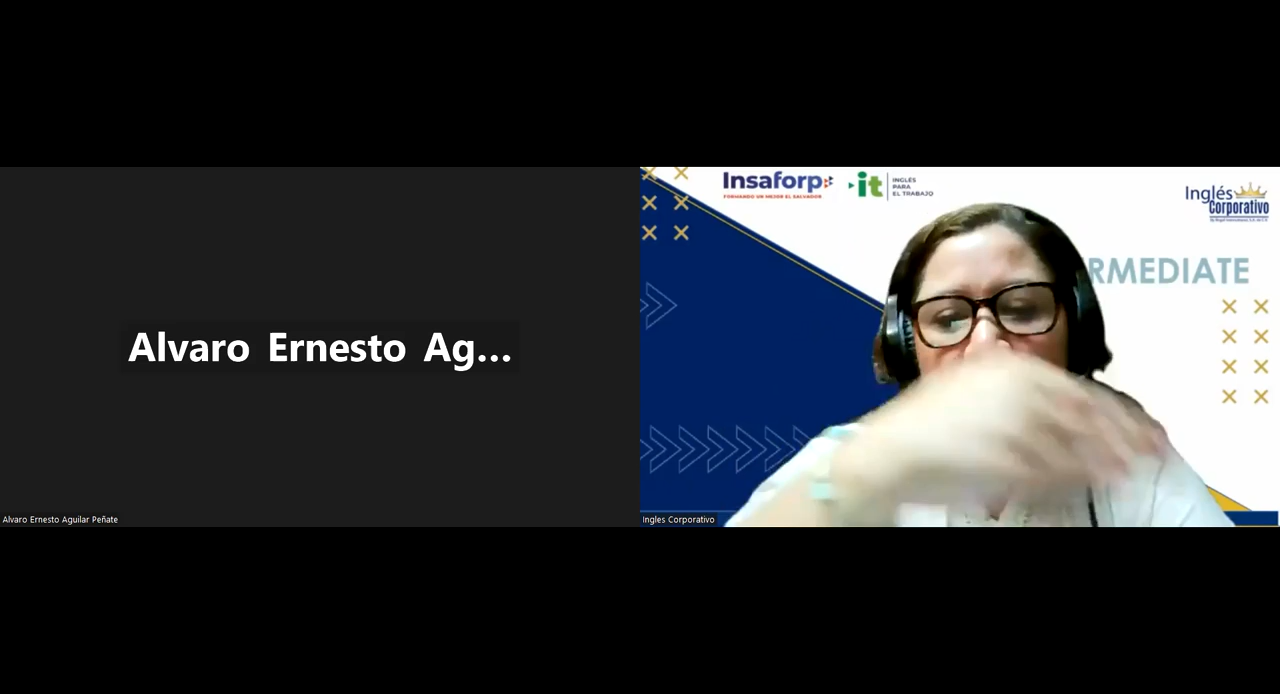 Alvaro Ernesto Ag...
Alvaro Ernesto Aguilar Peñate
Insaforp
FORMANDO UN MEJOR EL SALVADOR
it
INGLÉS
PARA
EL TRABAJO
Inglés
Corporativo
RMEDIATE
Ingles Corporativo